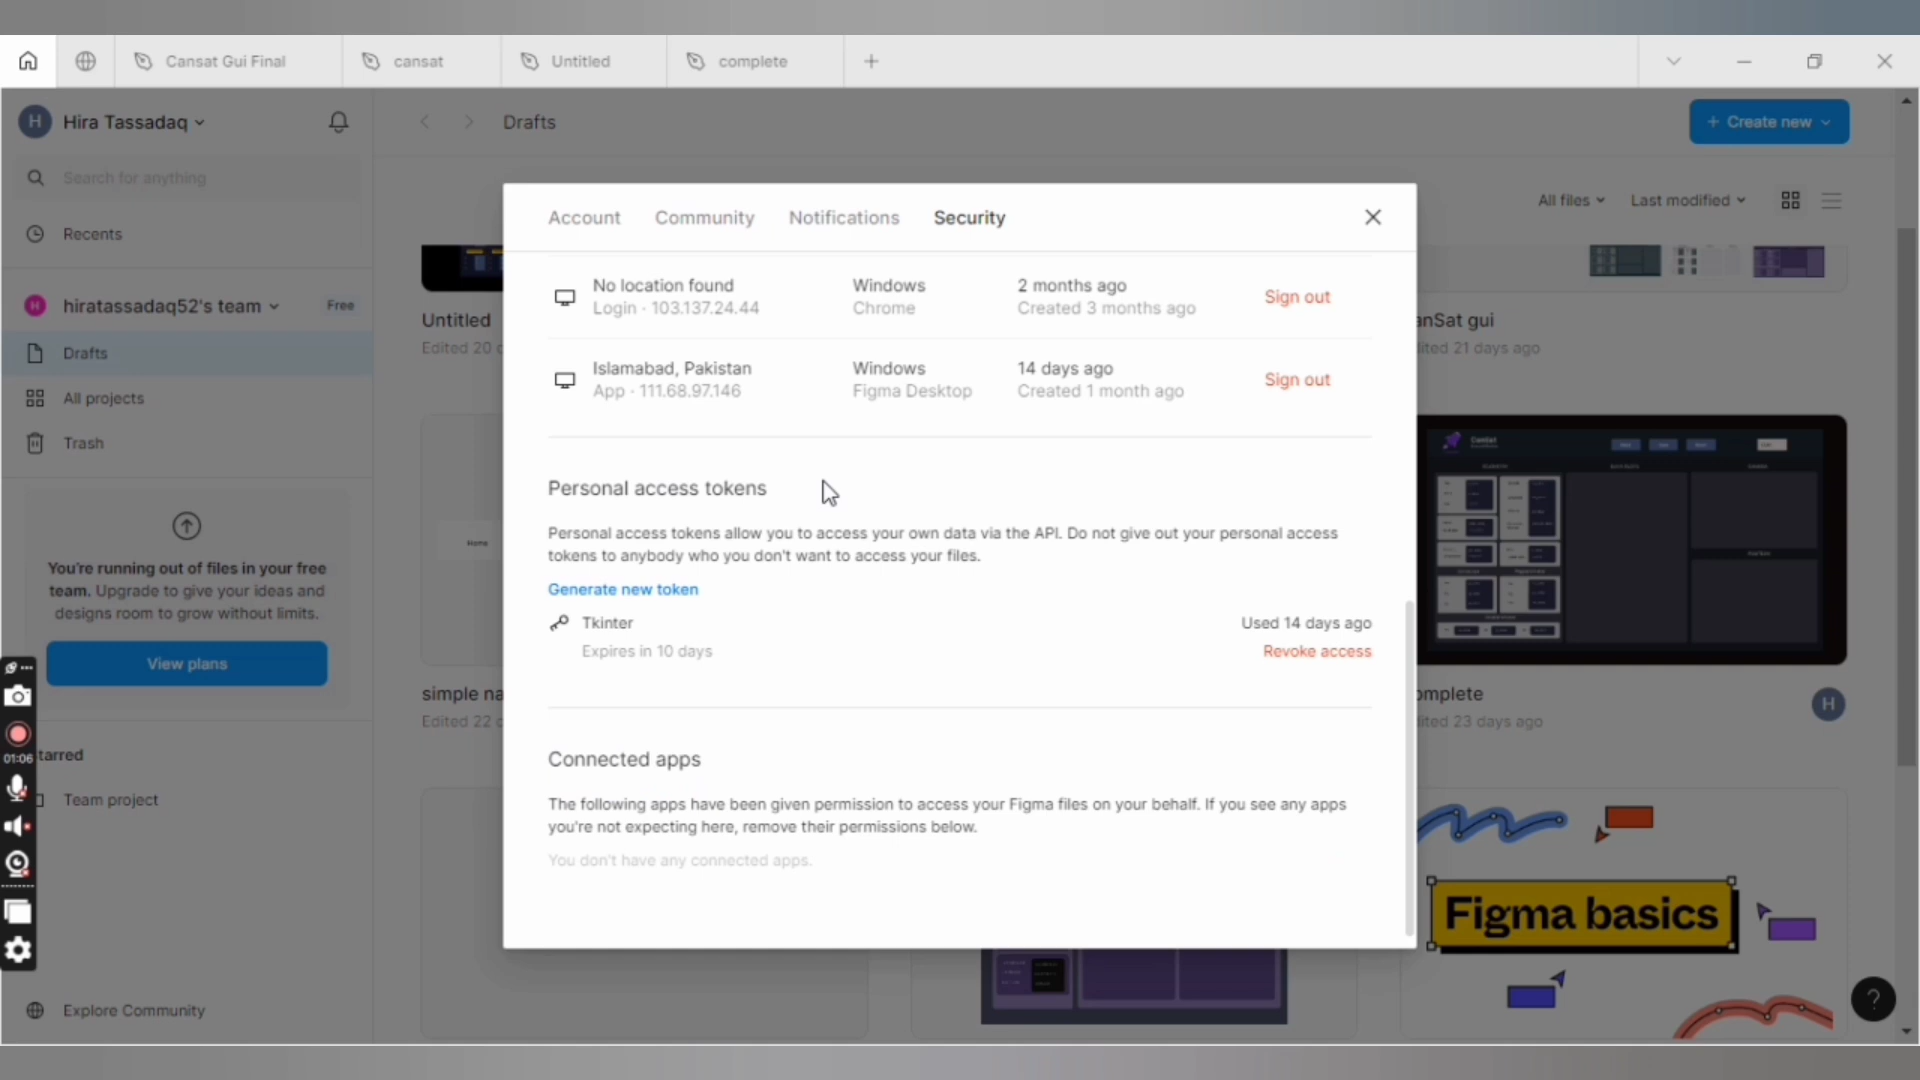 Cansat Gui Final
cansat
Untitled
complete
H
Hira Tassadaq
Drafts
+ Create new
Search for anything
Recents
H
hiratassadaq52's team
Free
Drafts
All projects
Trash
You're running out of files in your free
team. Upgrade to give your ideas and
designs room to grow without limits.
View plans
01:06
tarred
Team project
Explore Community
All files
Last modified
Untitled
Edited 20
Home
simple na
Edited 22
Account
Community
Notifications
Security
No location found
Login · 103.137.24.44
Windows
Chrome
2 months ago
Created 3 months ago
Sign out
Islamabad, Pakistan
App · 111.68.97.146
Windows
Figma Desktop
14 days ago
Created 1 month ago
Sign out
Personal access tokens
Personal access tokens allow you to access your own data via the API. Do not give out your personal access
tokens to anybody who you don't want to access your files.
Generate new token
Tkinter
Used 14 days ago
Expires in 10 days
Revoke access
Connected apps
The following apps have been given permission to access your Figma files on your behalf. If you see any apps
you're not expecting here, remove their permissions below.
You don't have any connected apps.
anSat gui
ited 21 days ago
CanSat
omplete
ited 23 days ago
H
Figma basics
?